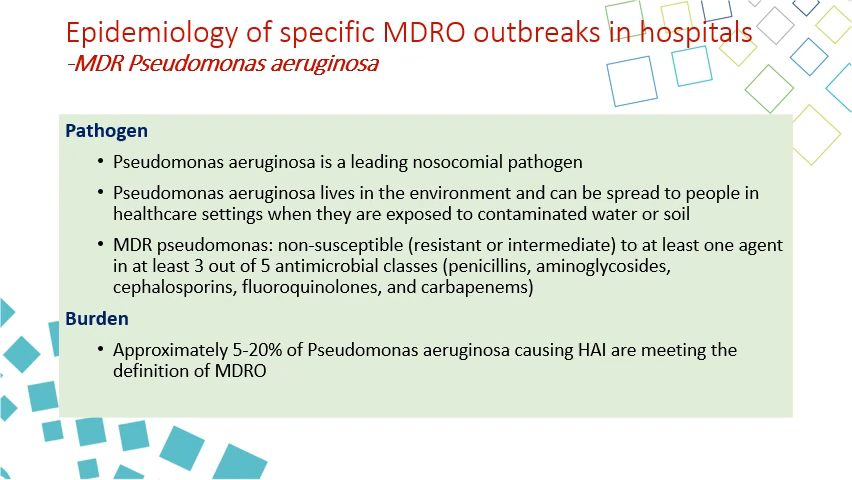 Epidemiology of specific MDRO outbreaks in hospitals
-MDR Pseudomonas aeruginosa
Pathogen
• Pseudomonas aeruginosa is a leading nosocomial pathogen
• Pseudomonas aeruginosa lives in the environment and can be spread to people in
healthcare settings when they are exposed to contaminated water or soil
• MDR pseudomonas: non-susceptible (resistant or intermediate) to at least one agent
in at least 3 out of 5 antimicrobial classes (penicillins, aminoglycosides,
cephalosporins, fluoroquinolones, and carbapenems)
Burden
• Approximately 5-20% of Pseudomonas aeruginosa causing HAI are meeting the
definition of MDRO